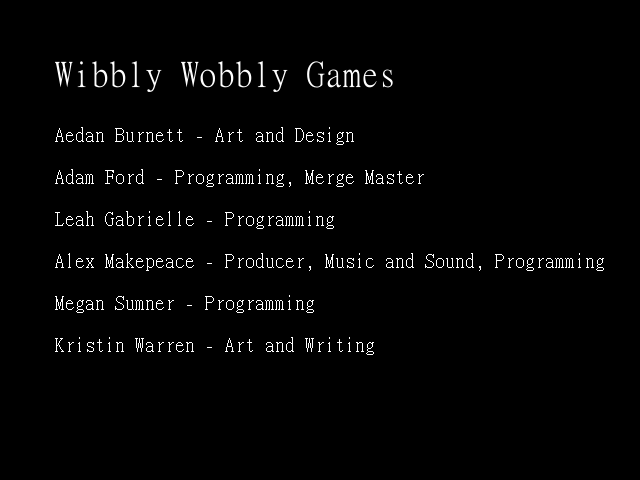 Wibbly Wobbly Games
Aedan Burnett - Art and Design
Adam Ford - Programming, Merge Master
Leah Gabrielle - Programming
Alex Makepeace - Producer, Music and Sound, Programming
Megan Sumner - Programming
Kristin Warren - Art and Writing